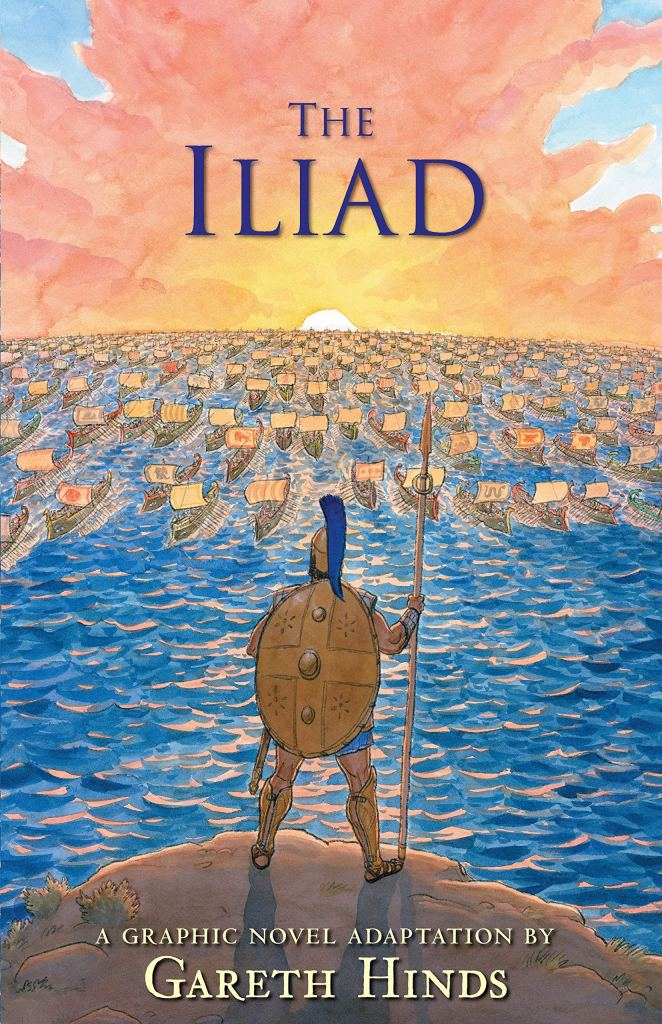 THE
ILIAD
A GRAPHIC NOVEL ADAPTATION BY
GARETH HINDS